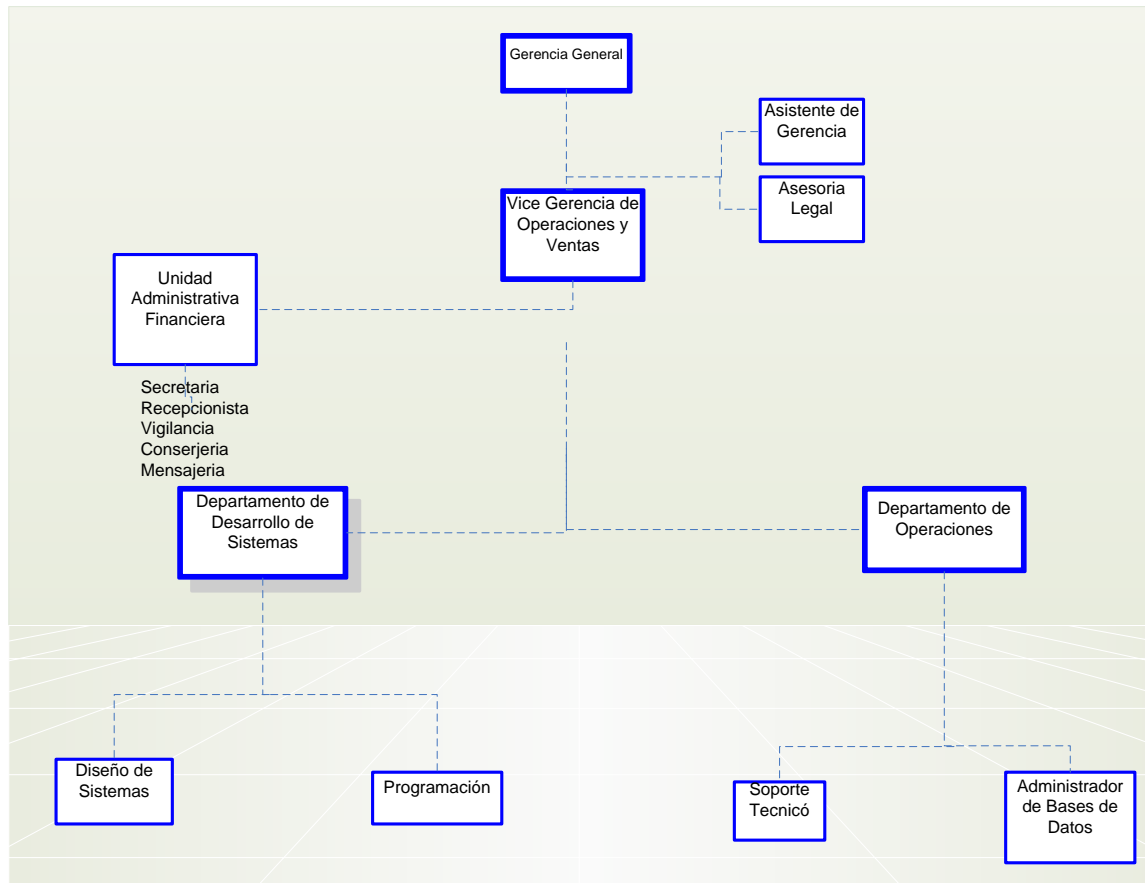 Gerencia General
Asistente de
Gerencia
Asesoria
Legal
Vice Gerencia de
Operaciones y
Ventas
Unidad
Administrativa
Financiera
Secretaria
Recepcionista
Vigilancia
Conserjeria
Mensajeria
Departamento de
Desarrollo de
Sistemas
Departamento de
Operaciones
Diseño de
Sistemas
Programación
Soporte
Tecnicó
Administrador
de Bases de
Datos